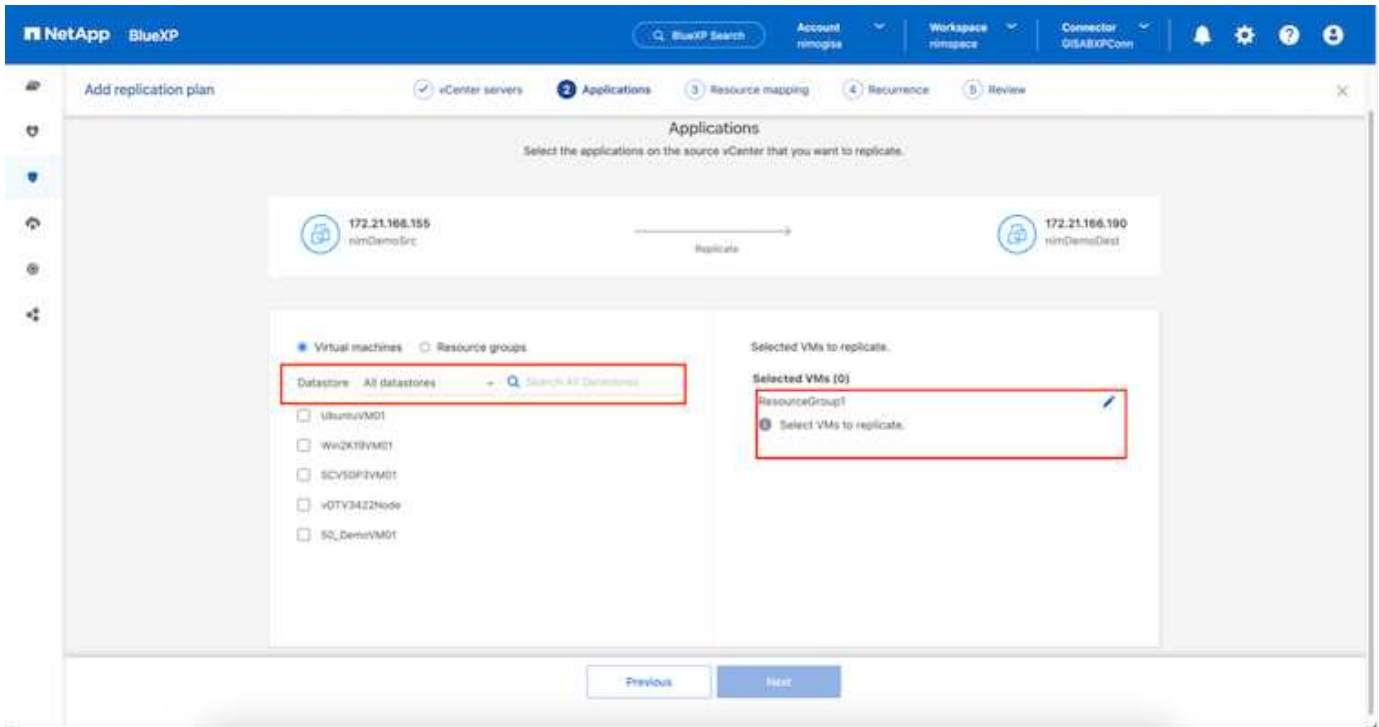 NetApp BlueXP
BlueXP Search
Account
nimogisa
Workspace
nimspace
Connector
GISABXPConn
Add replication plan
vCenter servers
2 Applications
3 Resource mapping
4 Recurrence
5 Review
Applications
Select the applications on the source vCenter that you want to replicate.
172.21.166.155
nimDemoSrc
Replicate
172.21.166.190
nimDemoDest
Virtual machines Resource groups
Datastore All datastores Search All Datastores
UbuntuVM01
Win2K19VM01
vOTV3422Node
50_DemoVM01
Selected VMs to replicate.
Selected VMs (0)
ResourceGroup1
Select VMs to replicate.
Previous
Next